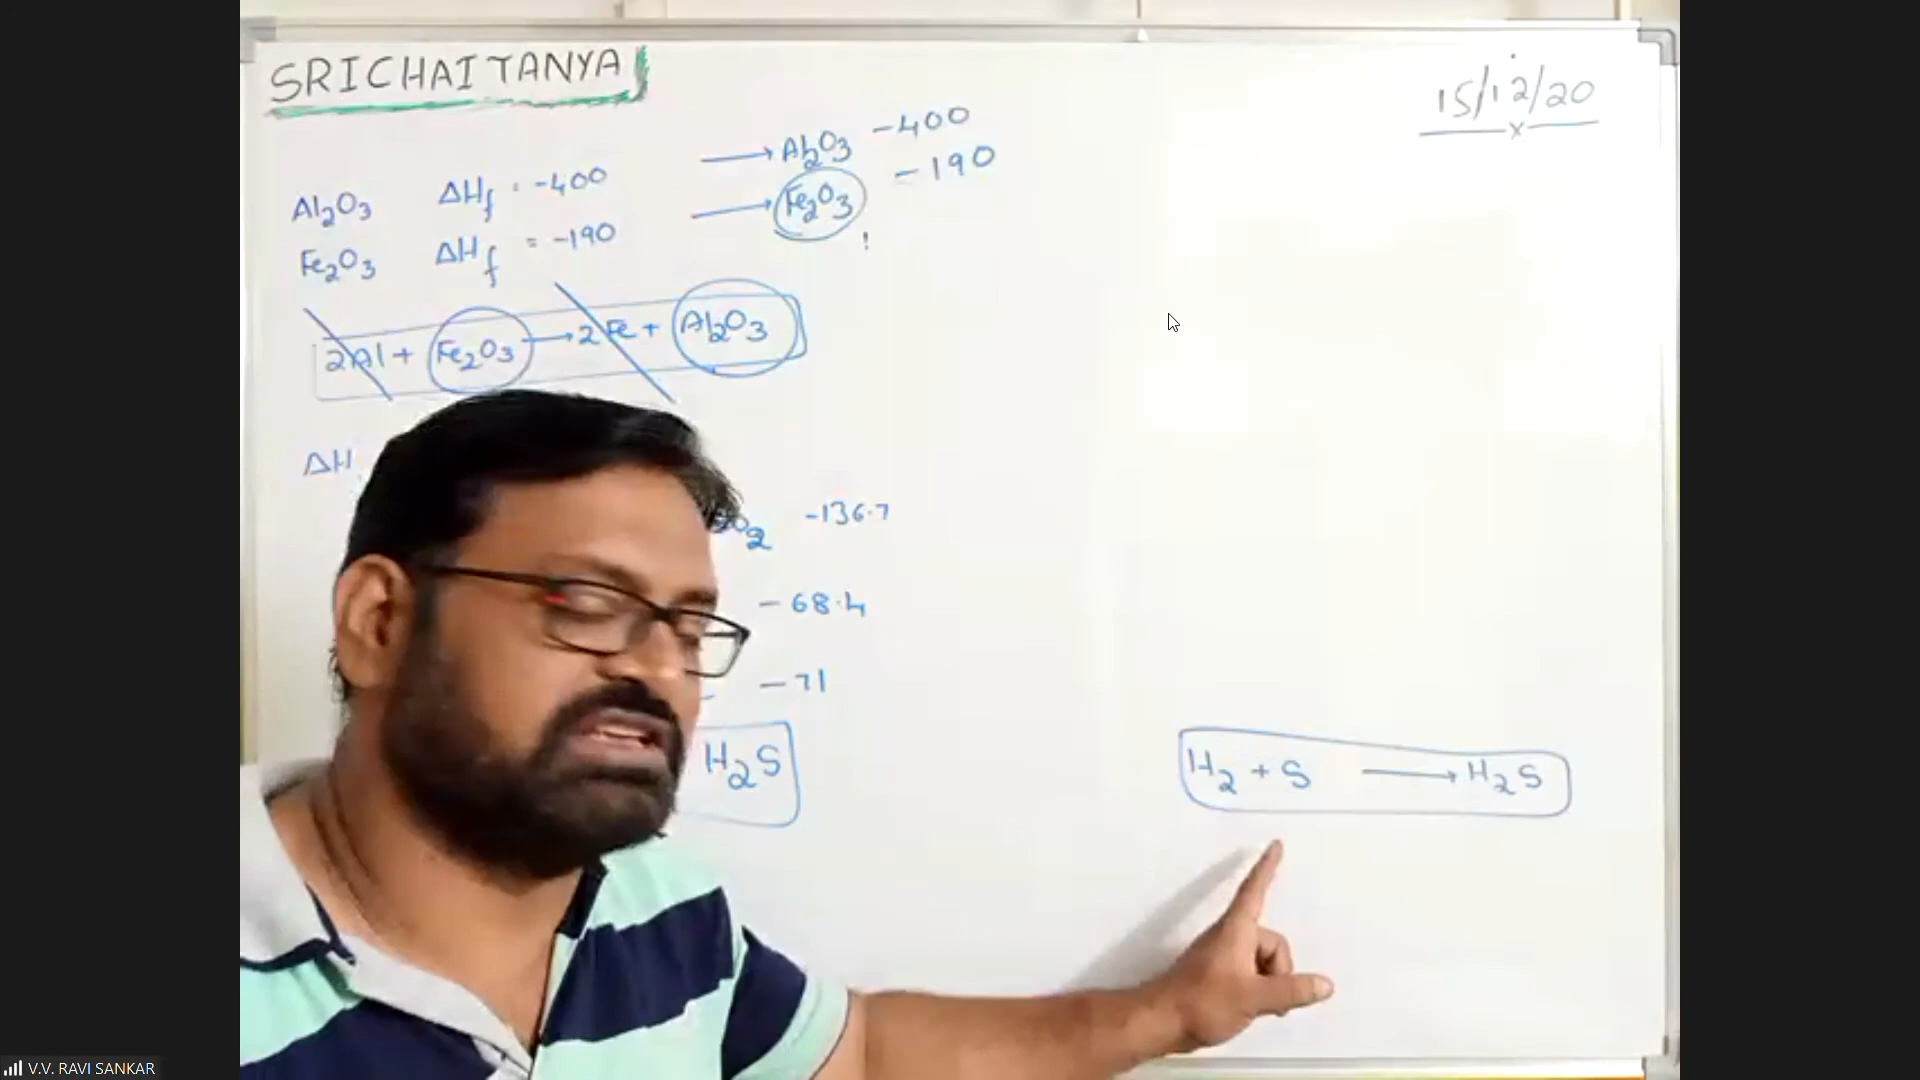 SRICHAITANYA
15/12/20
→ Al2O3 -400
Al2O3 ΔHf = -400
→ Fe2O3 -190
Fe2O3 ΔHf = -190
2Al + Fe2O3 → 2Fe + Al2O3
ΔH
O2 -136.7
-68.4
-71
H2S
H2 + S → H2S
V.V. RAVI SANKAR